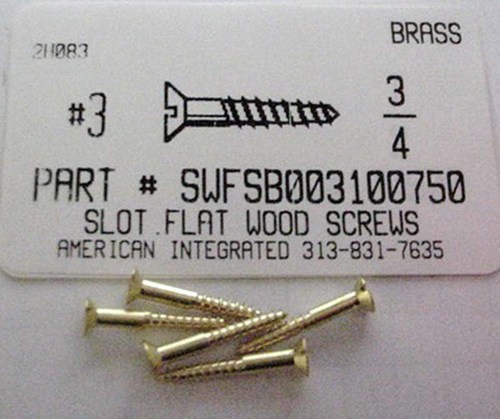 BRASS
2H083
#3
3/4
PART # SWFSB003100750
SLOT.FLAT WOOD SCREWS
AMERICAN INTEGRATED 313-831-7635